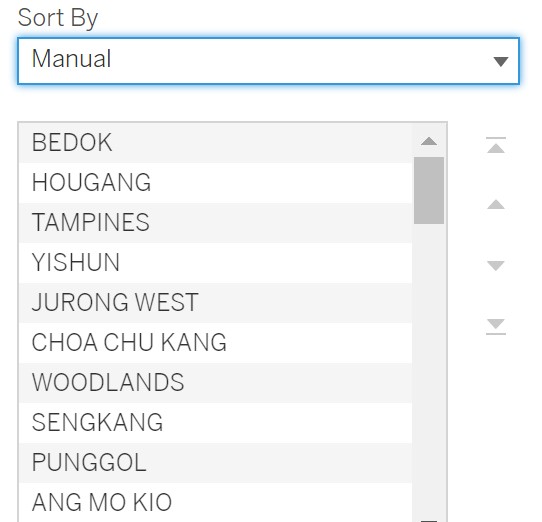 Sort By
Manual
BEDOK
HOUGANG
TAMPINES
YISHUN
JURONG WEST
CHOA CHU KANG
WOODLANDS
SENGKANG
PUNGGOL
ANG MO KIO